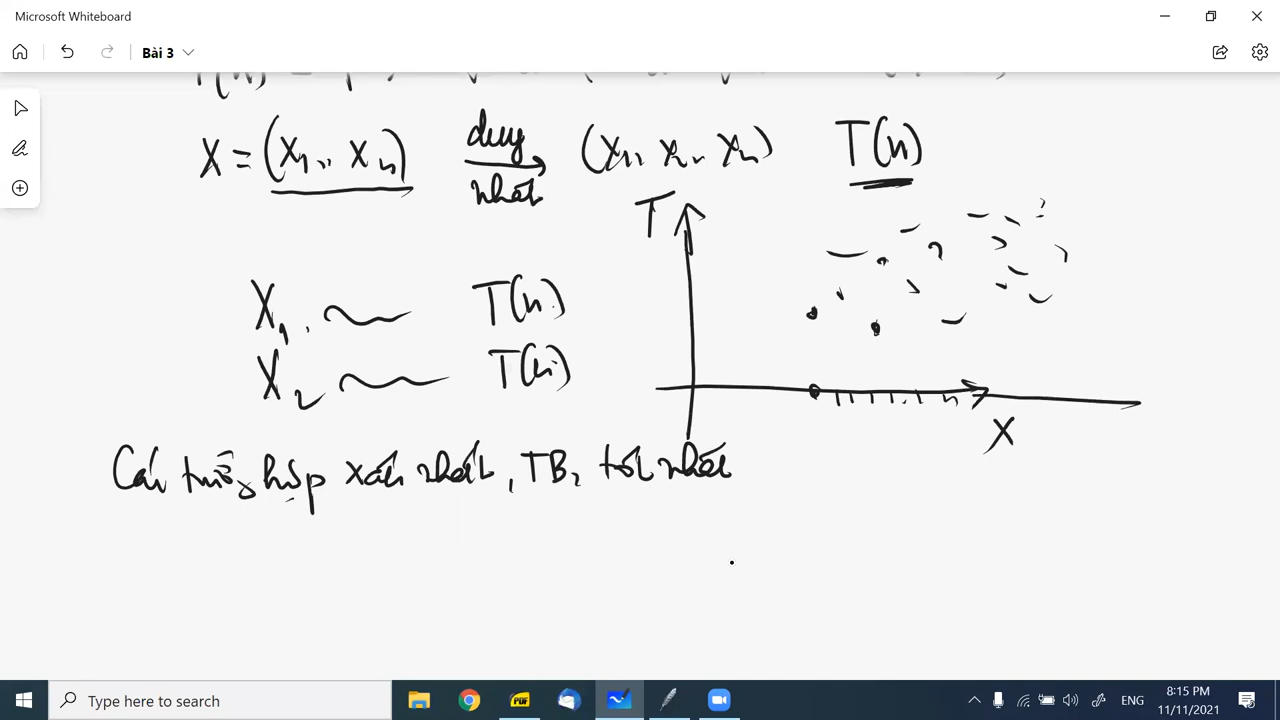 Microsoft Whiteboard
Bài 3
X = (X1,, Xn) duy nhất (X1, X2,, Xn) T(n)
T
X1, T(n)
X2 T(n)
X
Các trường hợp xấu nhất, TB, tốt nhất
Type here to search
PDF
ENG
8:15 PM
11/11/2021